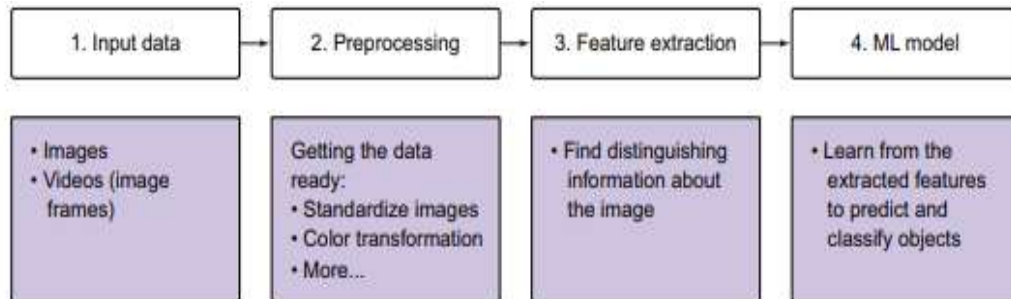 1. Input data
2. Preprocessing
3. Feature extraction
4. ML model
• Images
• Videos (image
frames)
Getting the data
ready:
• Standardize images
• Color transformation
• More...
• Find distinguishing
information about
the image
• Learn from the
extracted features
to predict and
classify objects